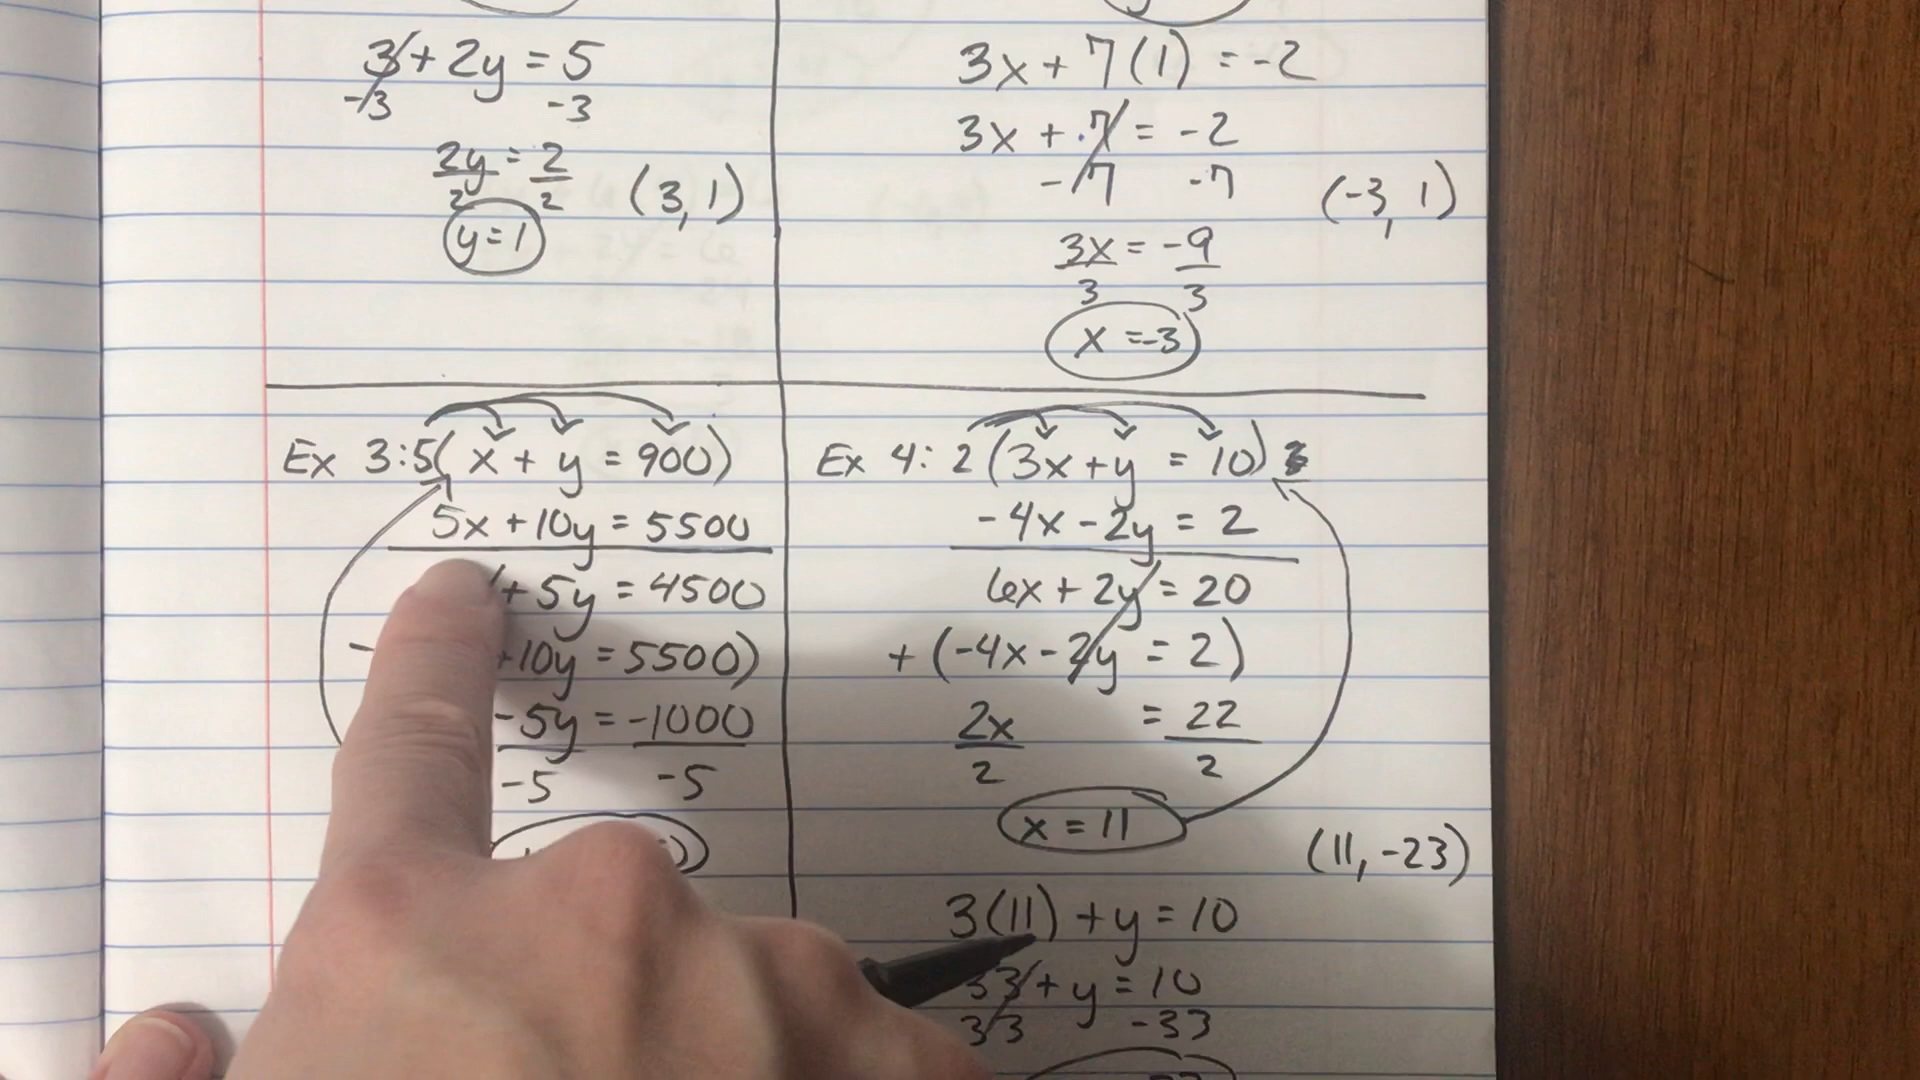 3 + 2y = 5
-3 -3
2y = 2
2 2
(3, 1)
y = 1
3x + 7(1) = -2
3x + 7 = -2
-7 -7
(-3, 1)
3x = -9
3 3
x = -3
Ex 3: 5( x + y = 900)
5x + 10y = 5500
+ 5y = 4500
-
+10y = 5500)
-5y = -1000
-5 -5
Ex 4: 2(3x + y = 10)
-4x - 2y = 2
6x + 2y = 20
+ (-4x - 2y = 2)
2x = 22
2 2
x = 11
(11, -23)
3(11) + y = 10
33 + y = 10
33 -33